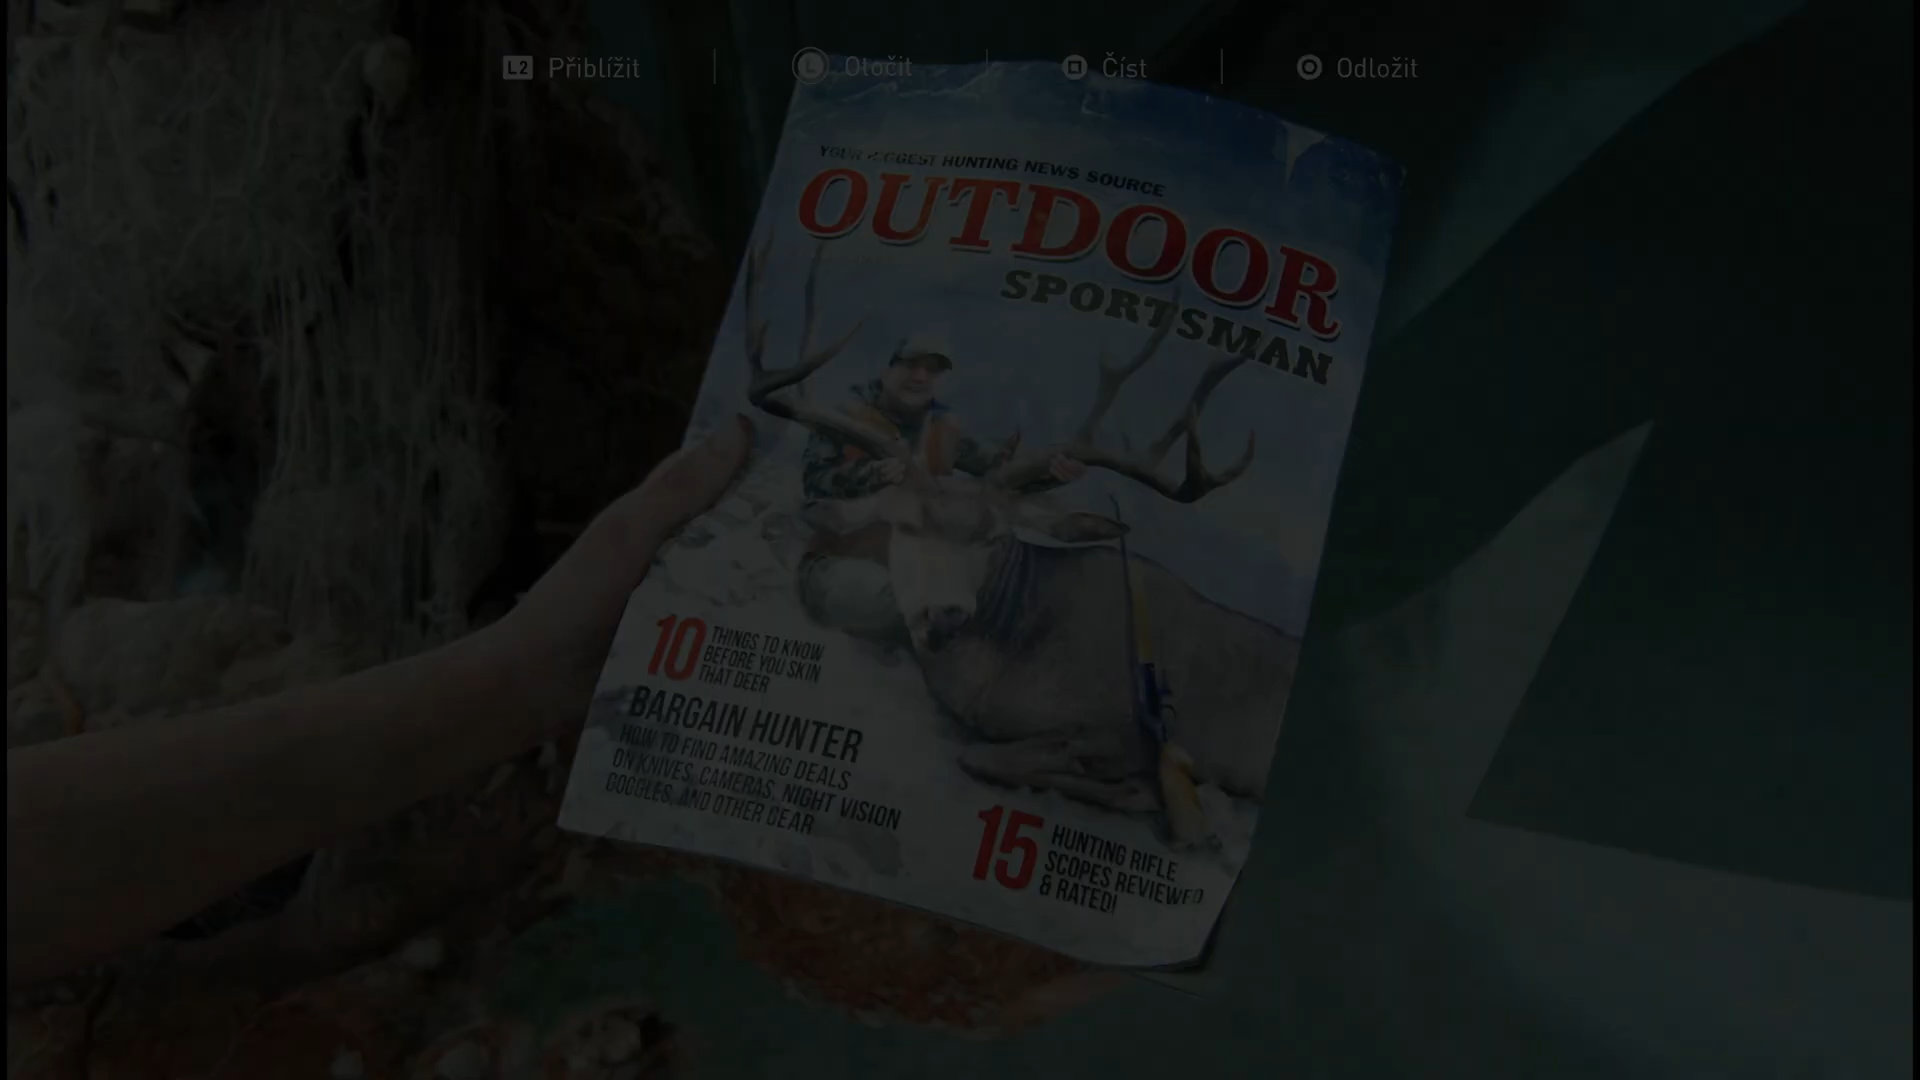 L2 Přiblížit
L Otočit
Číst
Odložit
YOUR BIGGEST HUNTING NEWS SOURCE
OUTDOOR
SPORTSMAN
10 THINGS TO KNOW
BEFORE YOU SKIN
THAT DEER
BARGAIN HUNTER
HOW TO FIND AMAZING DEALS
ON KNIVES, CAMERAS, NIGHT VISION
GOGGLES, AND OTHER GEAR
15 HUNTING RIFLE
SCOPES REVIEWED
& RATED!